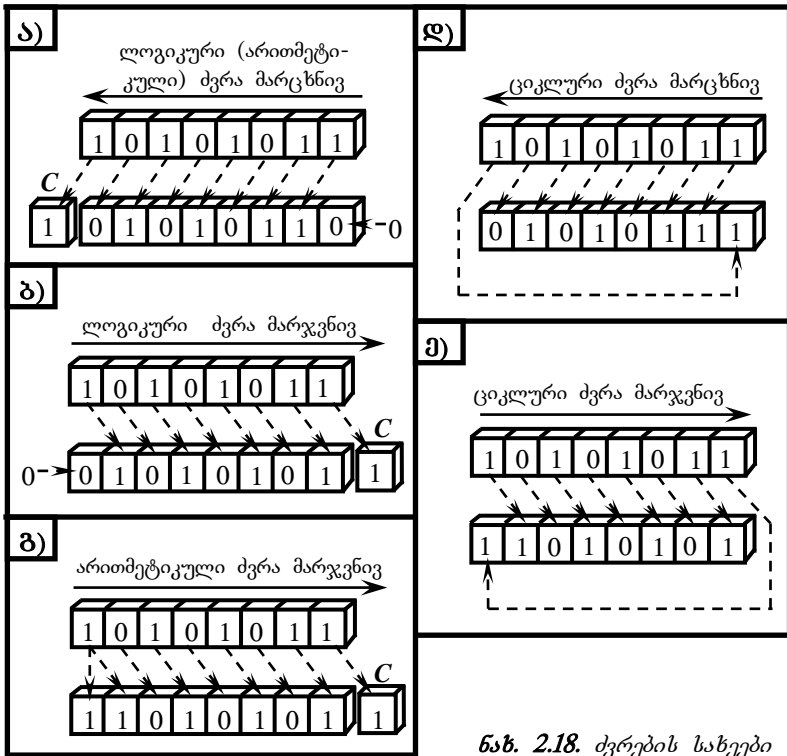 ა)
ლოგიკური (არითმეტი-
კული) ძვრა მარცხნივ
1 0 1 0 1 0 1 1
C
1 0 1 0 1 0 1 1 0 -0
ბ)
ლოგიკური ძვრა მარჯვნივ
1 0 1 0 1 0 1 1
C
0- 0 1 0 1 0 1 0 1 1
გ)
არითმეტიკული ძვრა მარჯვნივ
1 0 1 0 1 0 1 1
C
1 1 0 1 0 1 0 1 1
დ)
ციკლური ძვრა მარცხნივ
1 0 1 0 1 0 1 1
0 1 0 1 0 1 1 1
ე)
ციკლური ძვრა მარჯვნივ
1 0 1 0 1 0 1 1
1 1 0 1 0 1 0 1
ნახ. 2.18. ძვრების სახეები